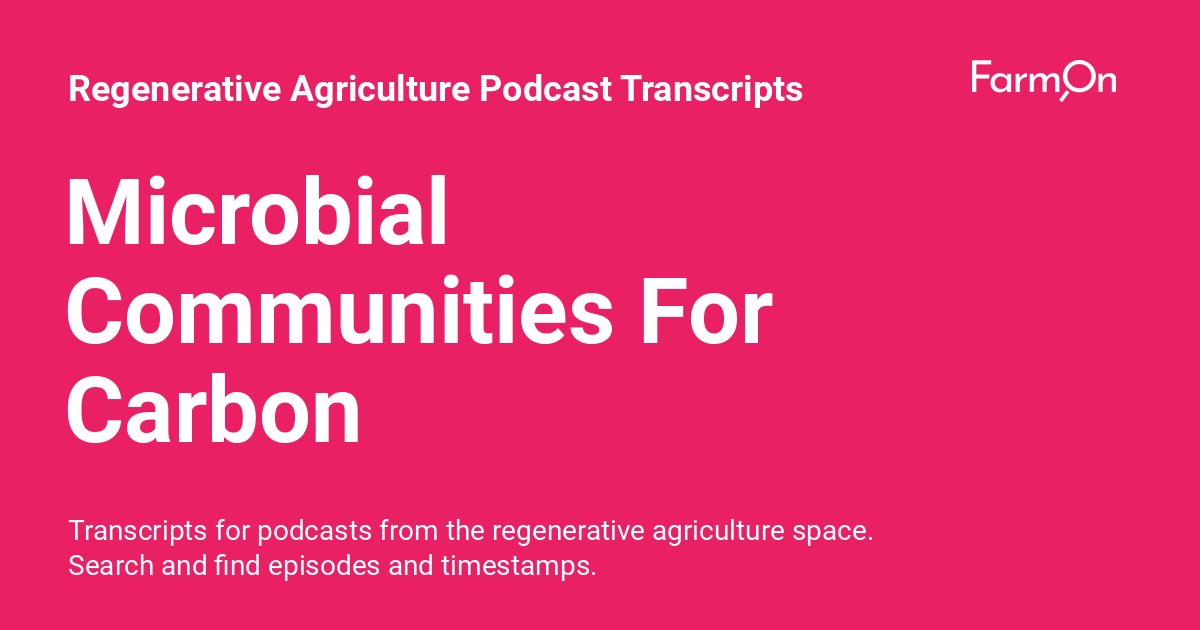 Regenerative Agriculture Podcast Transcripts
FarmOn
Microbial
Communities For
Carbon
Transcripts for podcasts from the regenerative agriculture space.
Search and find episodes and timestamps.